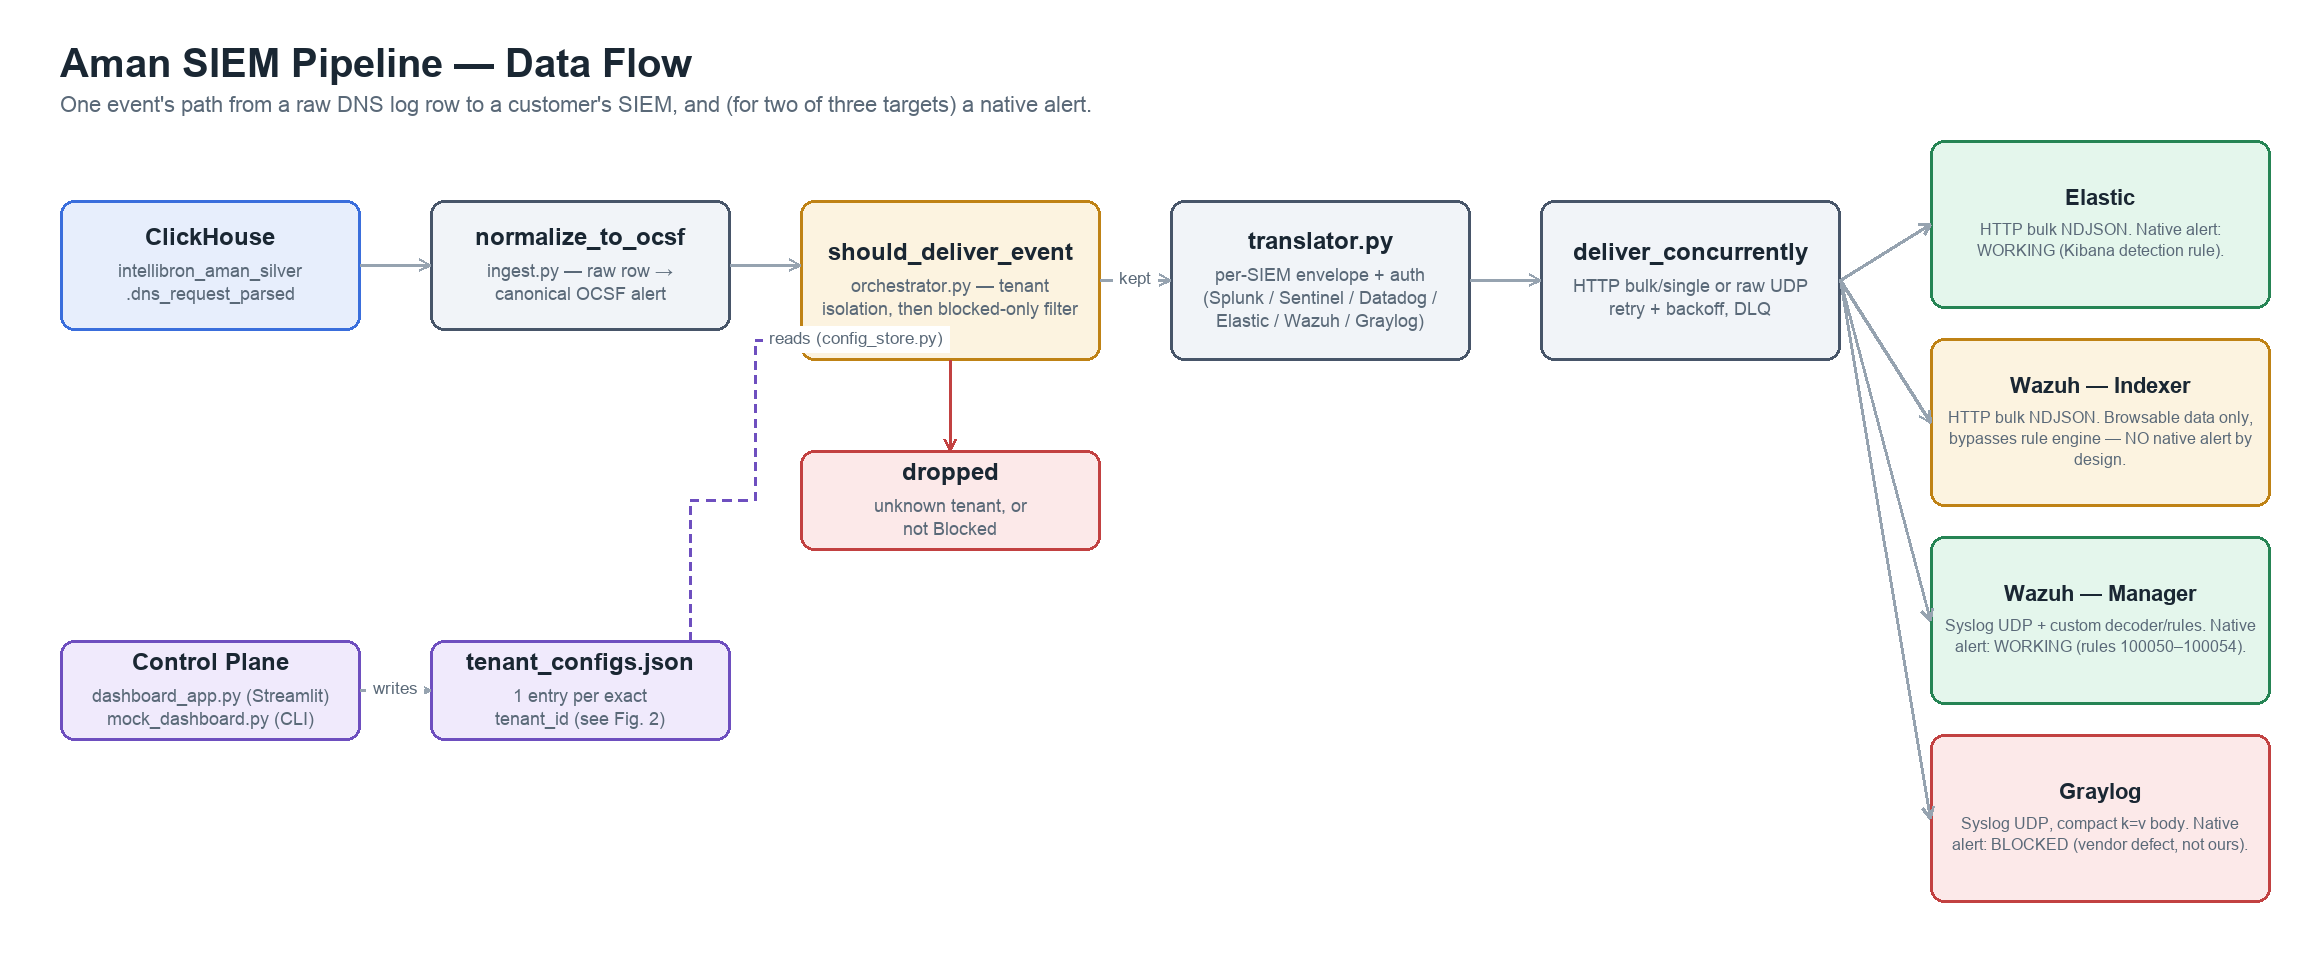 Aman SIEM Pipeline — Data Flow
One event's path from a raw DNS log row to a customer's SIEM, and (for two of three targets) a native alert.
ClickHouse
intellibron_aman_silver
.dns_request_parsed
normalize_to_ocsf
ingest.py — raw row →
canonical OCSF alert
should_deliver_event
orchestrator.py — tenant
isolation, then blocked-only filter
reads (config_store.py)
kept
translator.py
per-SIEM envelope + auth
(Splunk / Sentinel / Datadog /
Elastic / Wazuh / Graylog)
deliver_concurrently
HTTP bulk/single or raw UDP
retry + backoff, DLQ
dropped
unknown tenant, or
not Blocked
Control Plane
dashboard_app.py (Streamlit)
mock_dashboard.py (CLI)
writes
tenant_configs.json
1 entry per exact
tenant_id (see Fig. 2)
Elastic
HTTP bulk NDJSON. Native alert:
WORKING (Kibana detection rule).
Wazuh — Indexer
HTTP bulk NDJSON. Browsable data only,
bypasses rule engine — NO native alert by
design.
Wazuh — Manager
Syslog UDP + custom decoder/rules. Native
alert: WORKING (rules 100050–100054).
Graylog
Syslog UDP, compact k=v body. Native
alert: BLOCKED (vendor defect, not ours).